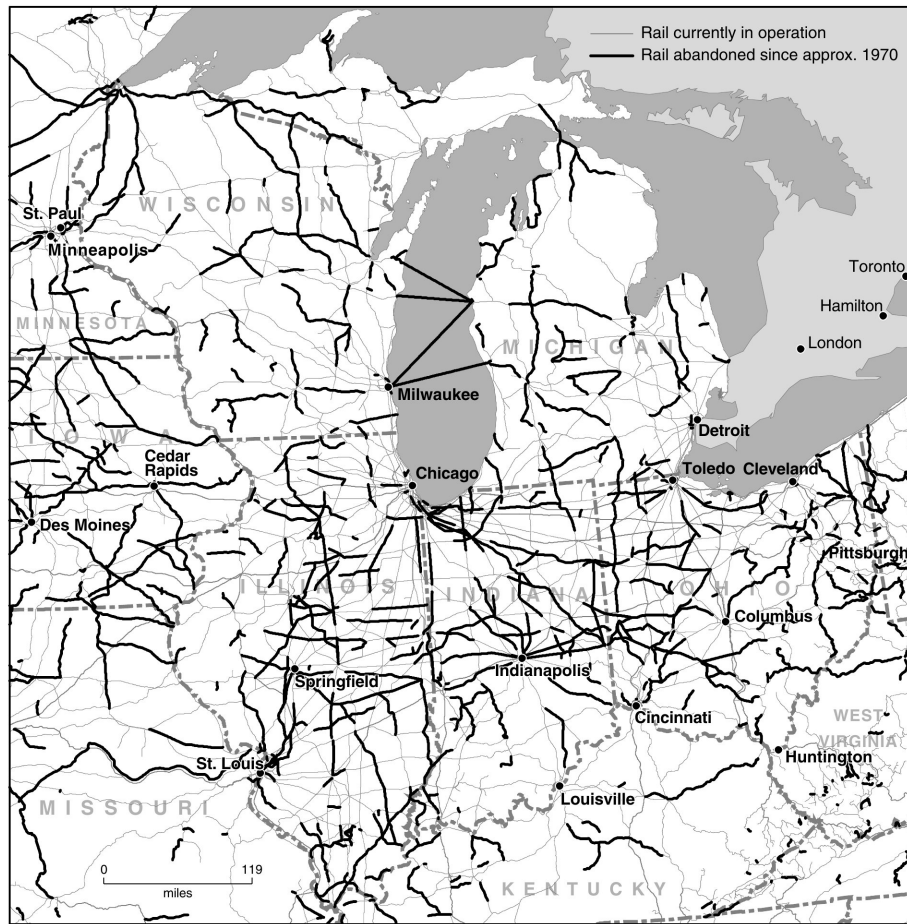 Rail currently in operation
Rail abandoned since approx. 1970
WISCONSIN
St. Paul
Minneapolis
Toronto
Hamilton
MINNESOTA
London
MICHIGAN
Milwaukee
Detroit
IOWA
Cedar
Rapids
Chicago
Toledo
Cleveland
Des Moines
Pittsburgh
ILLINOIS
INDIANA
OHIO
Columbus
Indianapolis
Springfield
Cincinnati
WEST
VIRGINIA
Huntington
St. Louis
Louisville
MISSOURI
0 119
miles
KENTUCKY